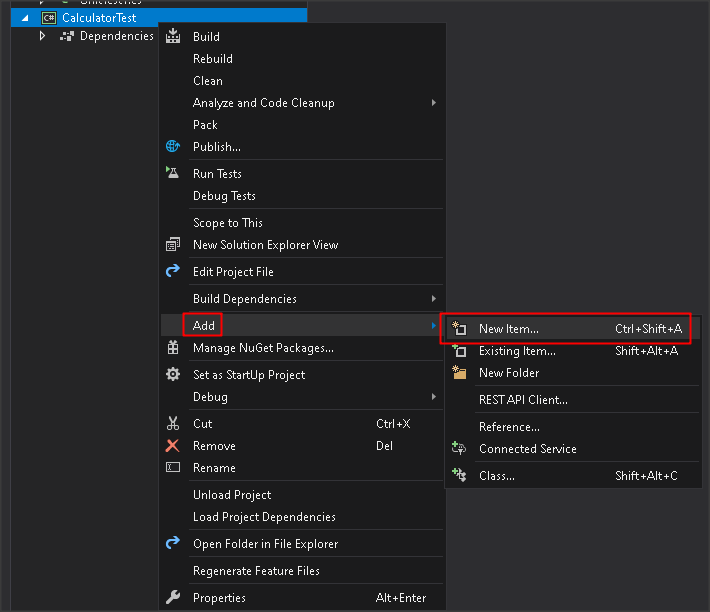 C# CalculatorTest
Dependencies
Build
Rebuild
Clean
Analyze and Code Cleanup
Pack
Publish...
Run Tests
Debug Tests
Scope to This
New Solution Explorer View
Edit Project File
Build Dependencies
Add
New Item... Ctrl+Shift+A
Manage NuGet Packages...
Existing Item... Shift+Alt+A
New Folder
Set as StartUp Project
Debug
REST API Client...
Cut Ctrl+X
Reference...
Remove Del
Connected Service
Rename
Class... Shift+Alt+C
Unload Project
Load Project Dependencies
Open Folder in File Explorer
Regenerate Feature Files
Properties Alt+Enter